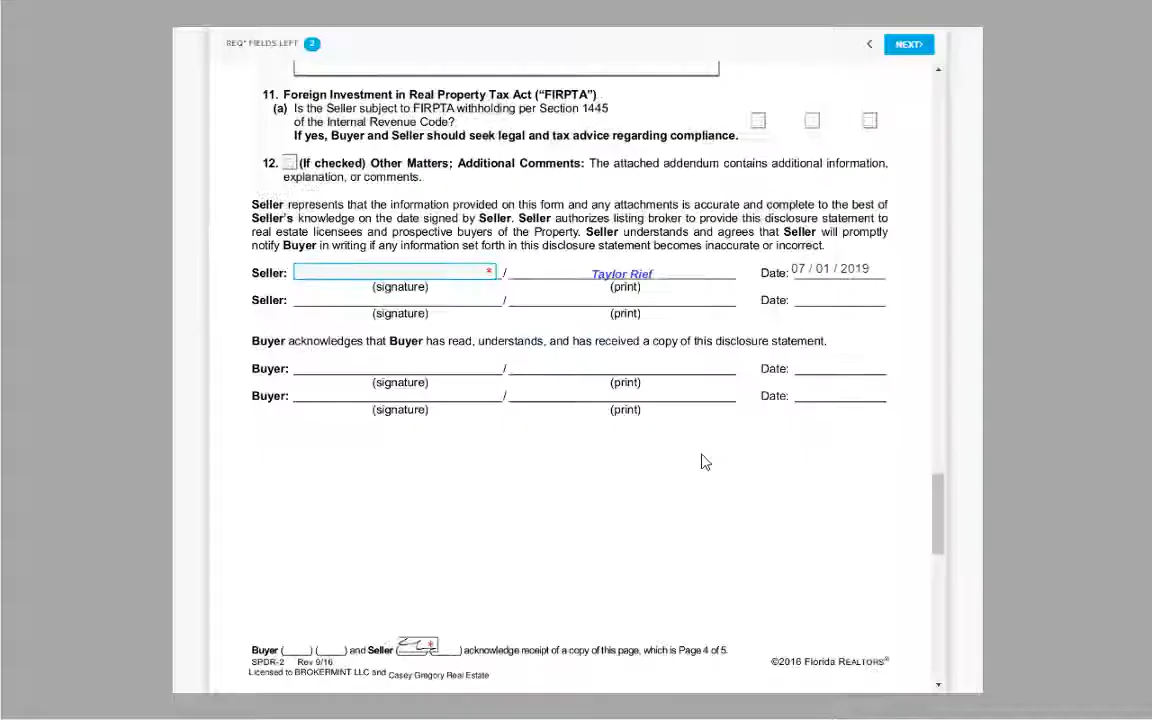 REQ* FIELDS LEFT 2
NEXT
11. Foreign Investment in Real Property Tax Act (“FIRPTA”)
(a) Is the Seller subject to FIRPTA withholding per Section 1445
of the Internal Revenue Code?
If yes, Buyer and Seller should seek legal and tax advice regarding compliance.
12. (If checked) Other Matters; Additional Comments: The attached addendum contains additional information,
explanation, or comments.
Seller represents that the information provided on this form and any attachments is accurate and complete to the best of
Seller’s knowledge on the date signed by Seller. Seller authorizes listing broker to provide this disclosure statement to
real estate licensees and prospective buyers of the Property. Seller understands and agrees that Seller will promptly
notify Buyer in writing if any information set forth in this disclosure statement becomes inaccurate or incorrect.
Seller: * / Taylor Rief Date: 07 / 01 / 2019
(signature) (print)
Seller: / Date:
(signature) (print)
Buyer acknowledges that Buyer has read, understands, and has received a copy of this disclosure statement.
Buyer: / Date:
(signature) (print)
Buyer: / Date:
(signature) (print)
Buyer (____) (____) and Seller (____) (____) acknowledge receipt of a copy of this page, which is Page 4 of 5.
SPDR-2 Rev 9/16 ©2016 Florida REALTORS®
Licensed to BROKERMINT LLC and Casey Gregory Real Estate